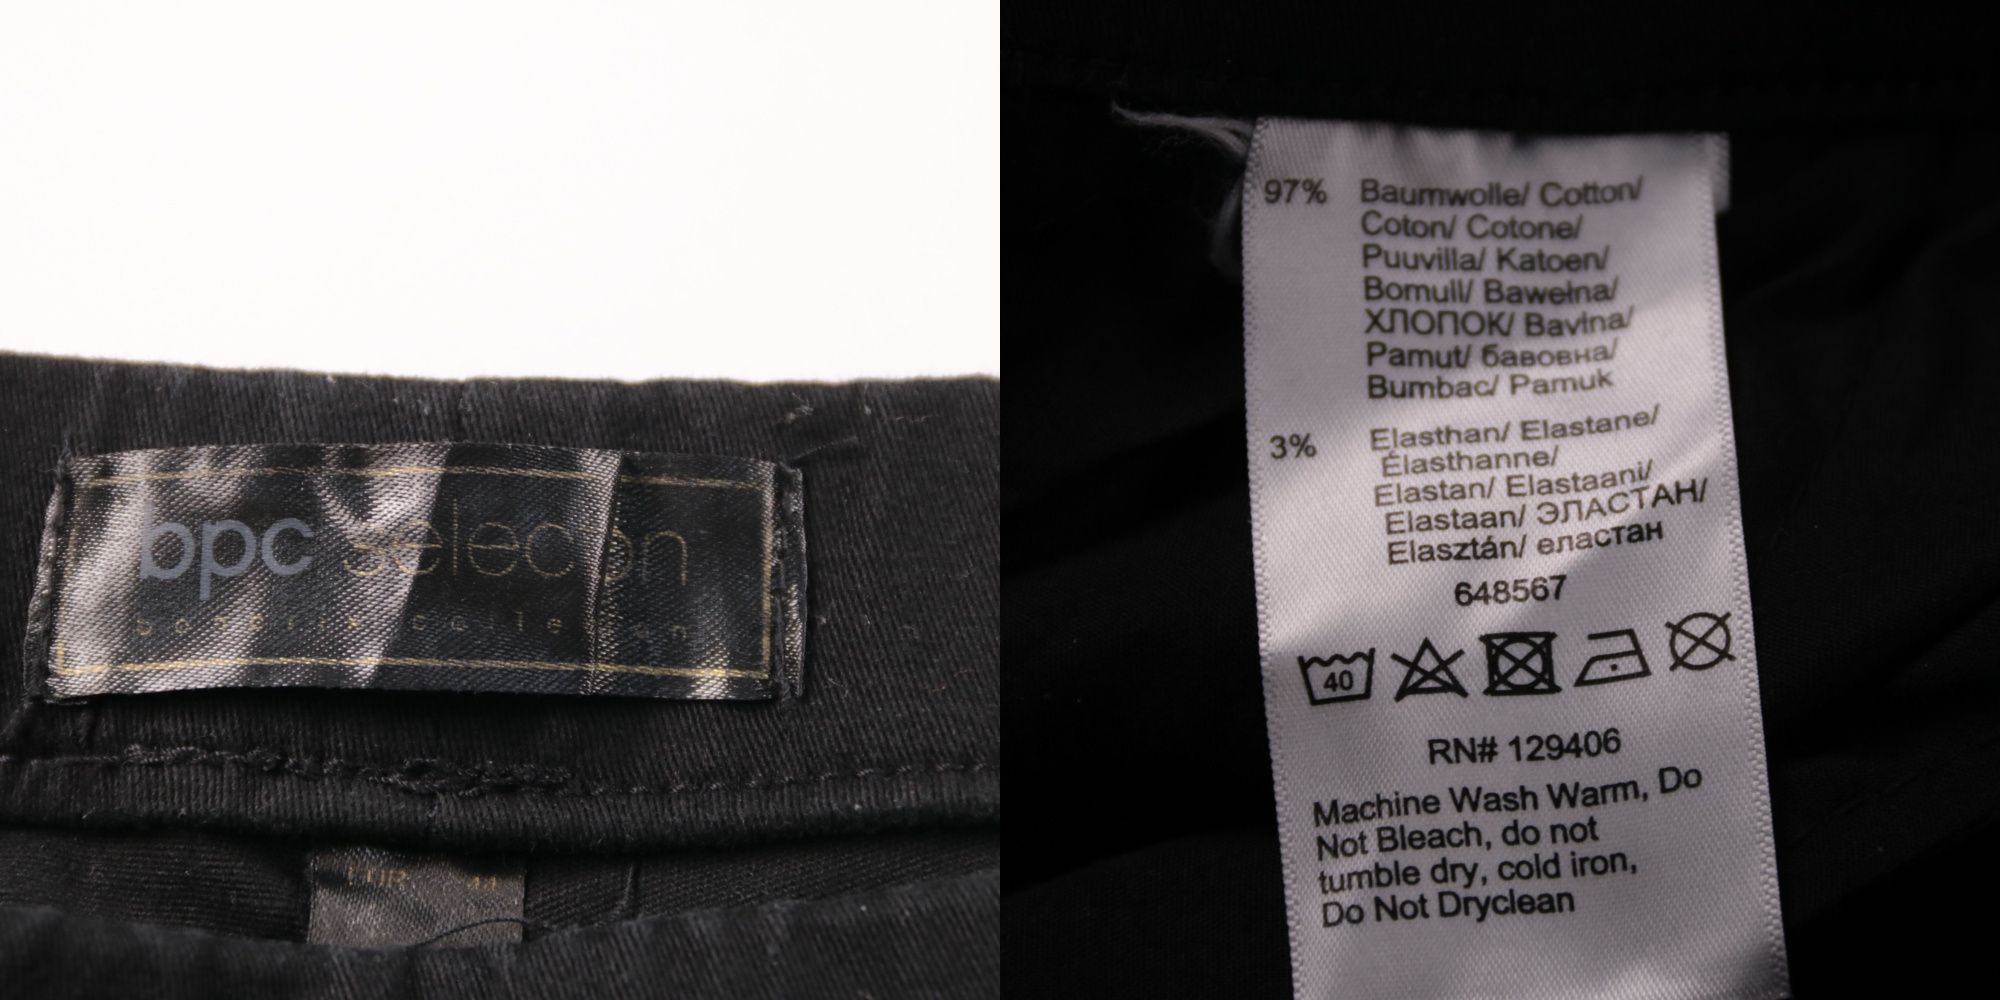 bpc selection
bonprix collection
EUR 44
97% Baumwolle/ Cotton/
Coton/ Cotone/
Puuvilla/ Katoen/
Bomull/ Bawełna/
ХЛОПОК/ Bavlna/
Pamut/ бавовна/
Bumbac/ Pamuk
3% Elasthan/ Elastane/
Élasthanne/
Elastan/ Elastaani/
Elastaan/ ЭЛАСТАН/
Elasztán/ еластан
648567
40
RN# 129406
Machine Wash Warm, Do
Not Bleach, do not
tumble dry, cold iron,
Do Not Dryclean